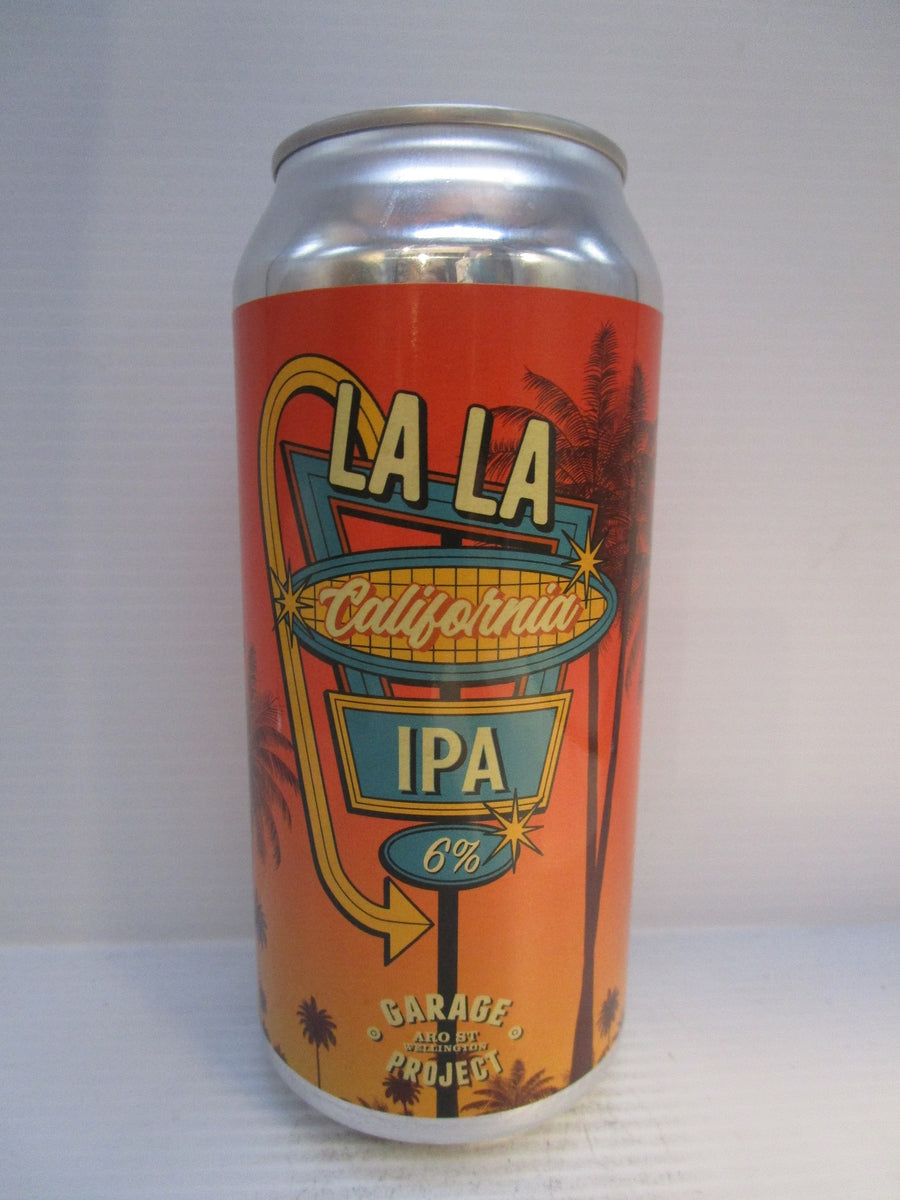 LA LA
California
IPA
6%
GARAGE
ARO ST
WELLINGTON
PROJECT